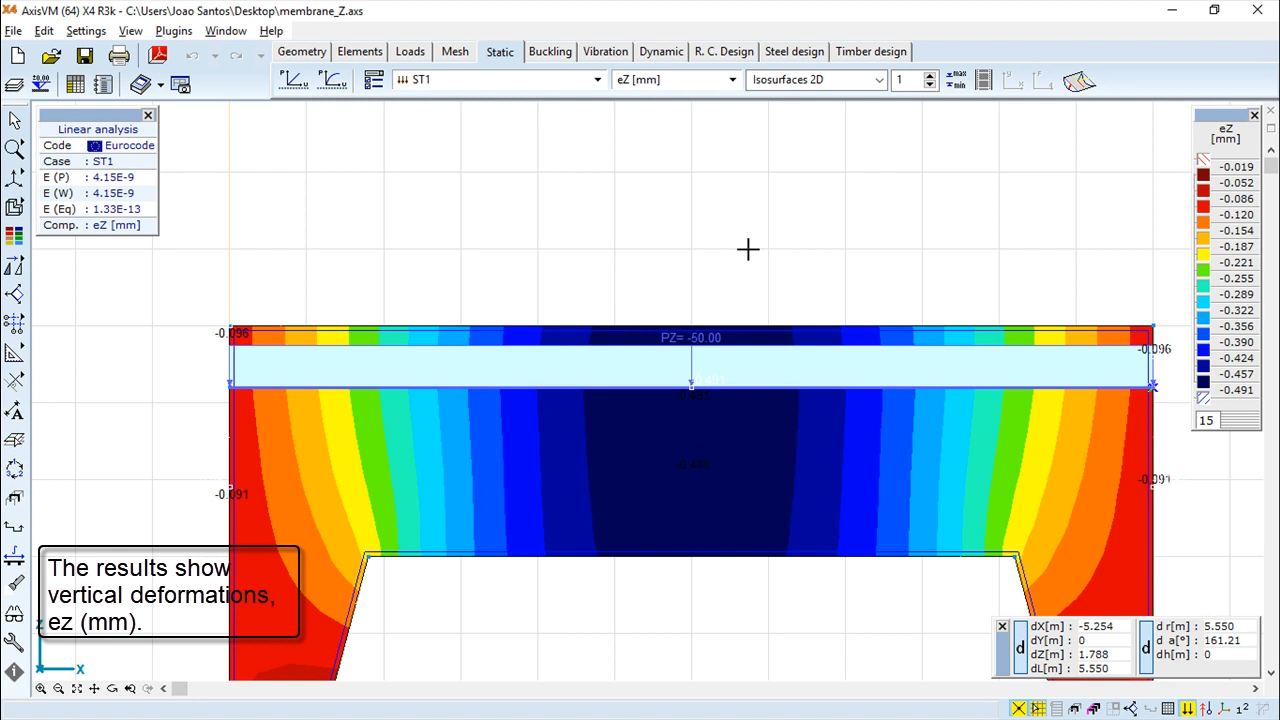 AxisVM (64) X4 R3k - C:\Users\Joao Santos\Desktop\membrane_Z.axs
File Edit Settings View Plugins Window Help
Geometry Elements Loads Mesh Static Buckling Vibration Dynamic R. C. Design Steel design Timber design
ST1 eZ [mm] Isosurfaces 2D 1
Linear analysis
Code Eurocode
Case : ST1
E (P) : 4.15E-9
E (W) : 4.15E-9
E (Eq) : 1.33E-13
Comp. : eZ [mm]
eZ
[mm]
-0.019
-0.052
-0.086
-0.120
-0.154
-0.187
-0.221
-0.255
-0.289
-0.322
-0.356
-0.390
-0.424
-0.457
-0.491
15
-0.096
PZ= -50.00
-0.096
-0.491
-0.488
-0.091
-0.091
The results show
vertical deformations,
ez (mm).
X
dX[m] : -5.254
dY[m] : 0
dZ[m] : 1.788
dL[m] : 5.550
d
d r[m] : 5.550
d a[°] : 161.21
dh[m] : 0
d